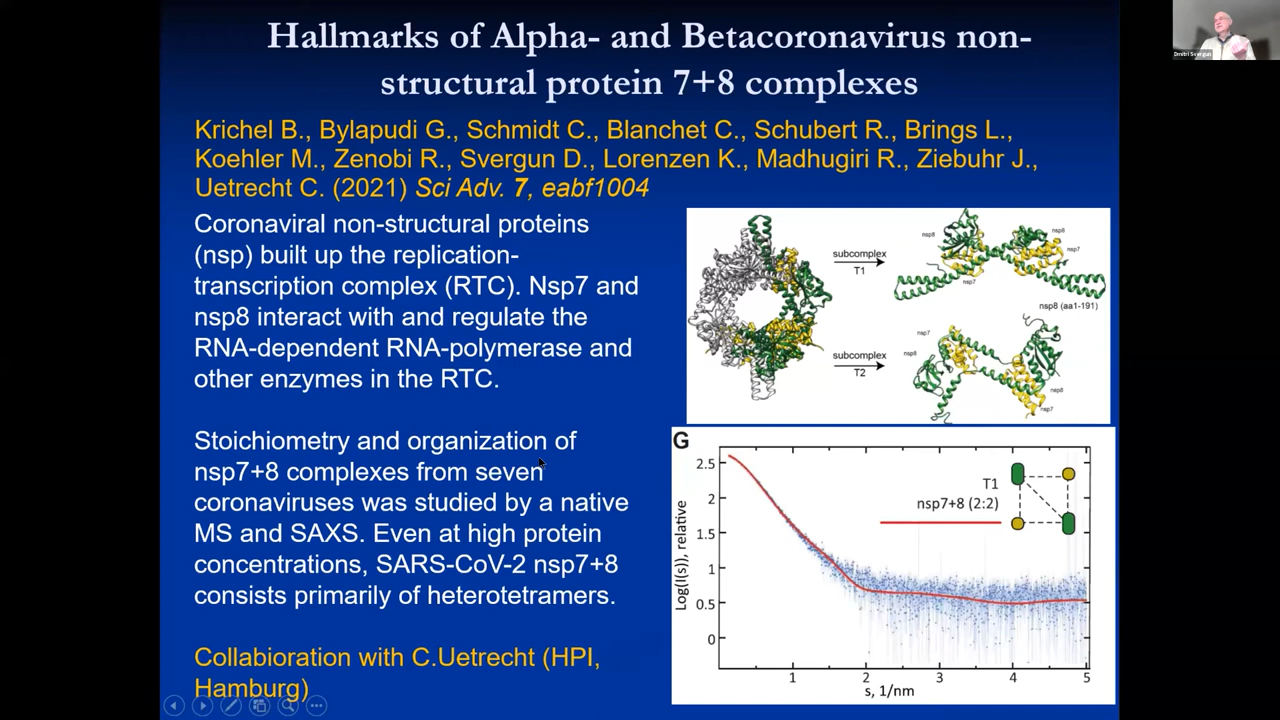 Hallmarks of Alpha- and Betacoronavirus non-
structural protein 7+8 complexes
Dmitri Svergun
Krichel B., Bylapudi G., Schmidt C., Blanchet C., Schubert R., Brings L.,
Koehler M., Zenobi R., Svergun D., Lorenzen K., Madhugiri R., Ziebuhr J.,
Uetrecht C. (2021) Sci Adv. 7, eabf1004
Coronaviral non-structural proteins
(nsp) built up the replication-
transcription complex (RTC). Nsp7 and
nsp8 interact with and regulate the
RNA-dependent RNA-polymerase and
other enzymes in the RTC.
Stoichiometry and organization of
nsp7+8 complexes from seven
coronaviruses was studied by a native
MS and SAXS. Even at high protein
concentrations, SARS-CoV-2 nsp7+8
consists primarily of heterotetramers.
Collabioration with C.Uetrecht (HPI,
Hamburg)
subcomplex
T1
nsp8
nsp8
nsp7
nsp7
nsp8 (aa1-191)
subcomplex
T2
nsp7
nsp8
nsp8
nsp7
G
T1
nsp7+8 (2:2)
Log(I(s)), relative
2.5
2
1.5
1
0.5
0
1
2
3
4
5
s, 1/nm